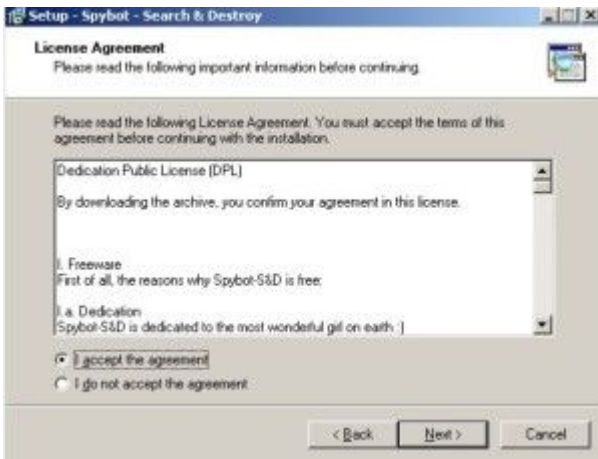 Setup - Spybot - Search & Destroy
License Agreement
Please read the following important information before continuing.
Please read the following License Agreement. You must accept the terms of this
agreement before continuing with the installation.
Dedication Public License (DPL)
By downloading the archive, you confirm your agreement in this license.
I. Freeware
First of all, the reasons why Spybot-S&D is free:
I.a. Dedication
Spybot-S&D is dedicated to the most wonderful girl on earth :)
I accept the agreement
I do not accept the agreement
< Back
Next >
Cancel